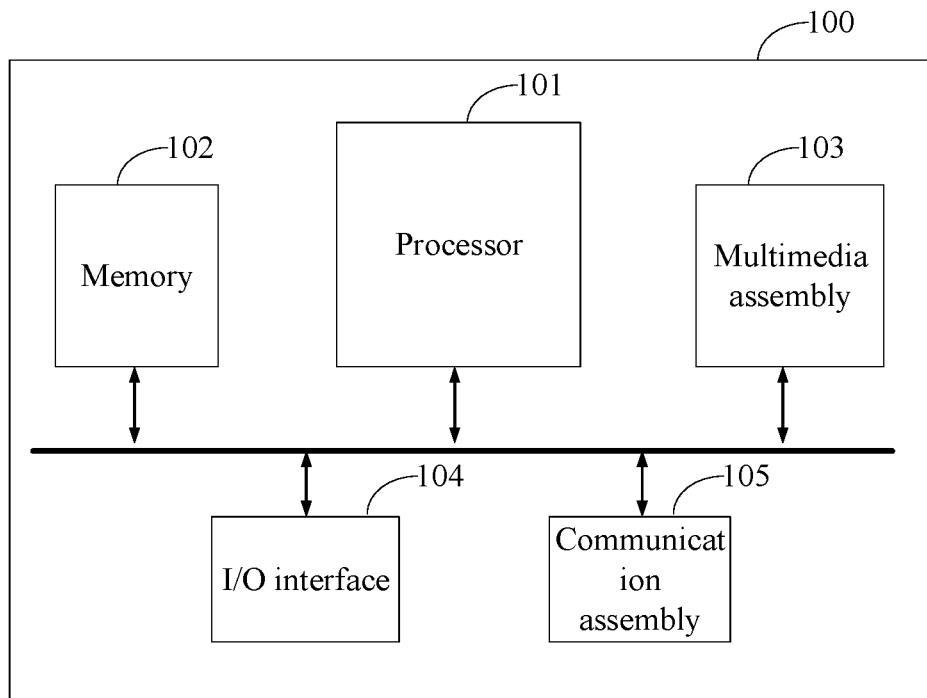 100
101
102
103
Processor
Memory
Multimedia
assembly
104
105
I/O interface
Communicat
ion
assembly